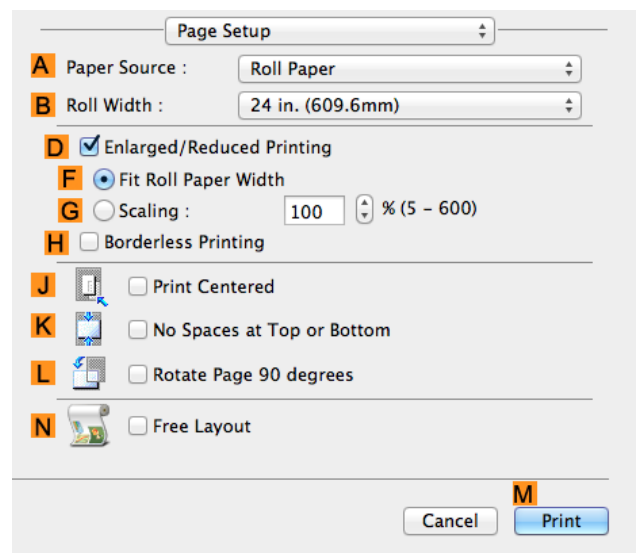 Page Setup
A Paper Source : Roll Paper
B Roll Width : 24 in. (609.6mm)
D Enlarged/Reduced Printing
F Fit Roll Paper Width
G Scaling : 100 % (5 - 600)
H Borderless Printing
J Print Centered
K No Spaces at Top or Bottom
L Rotate Page 90 degrees
N Free Layout
M
Cancel Print